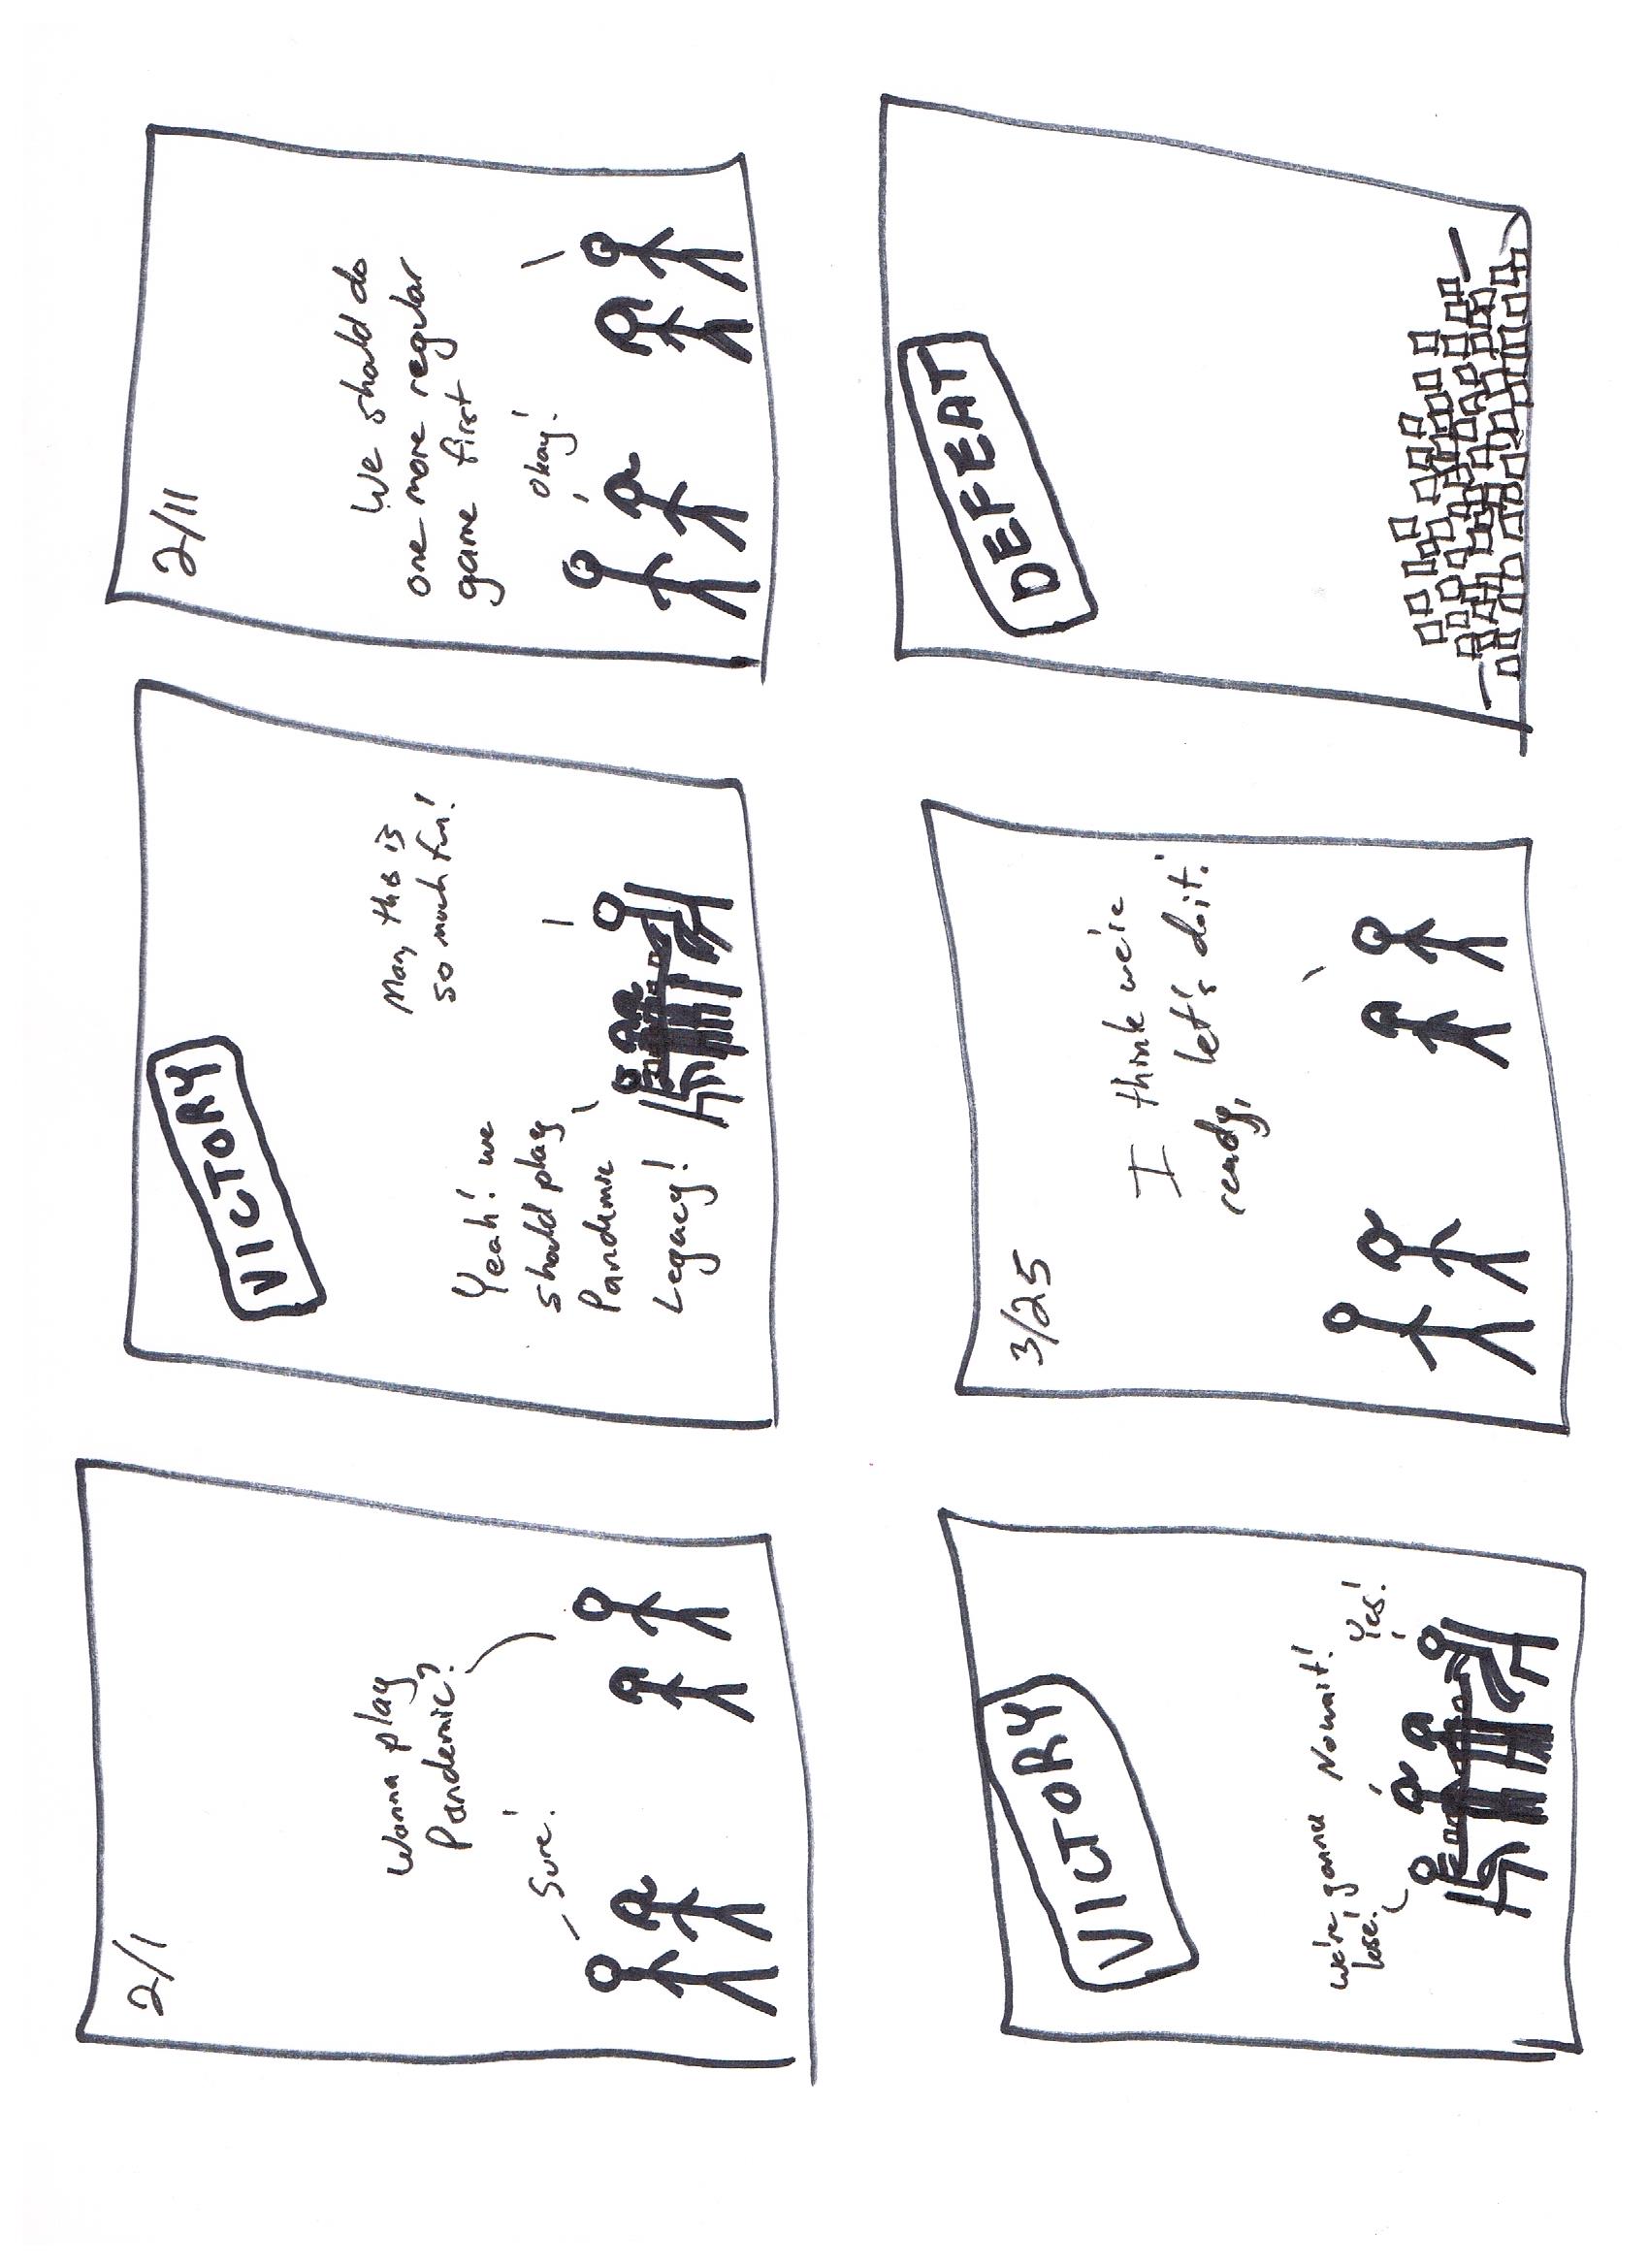 2/1
Wanna play
Pandemic?
Sure!
VICTORY
Man, this is
so much fun!
Yeah! we
should play
Pandemic
Legacy!
2/11
We should do
one more regular
game first
okay!
VICTORY
We're gonna
lose!
No wait!
Yes!
3/25
I think we're
ready, let's do it!
DEFEAT